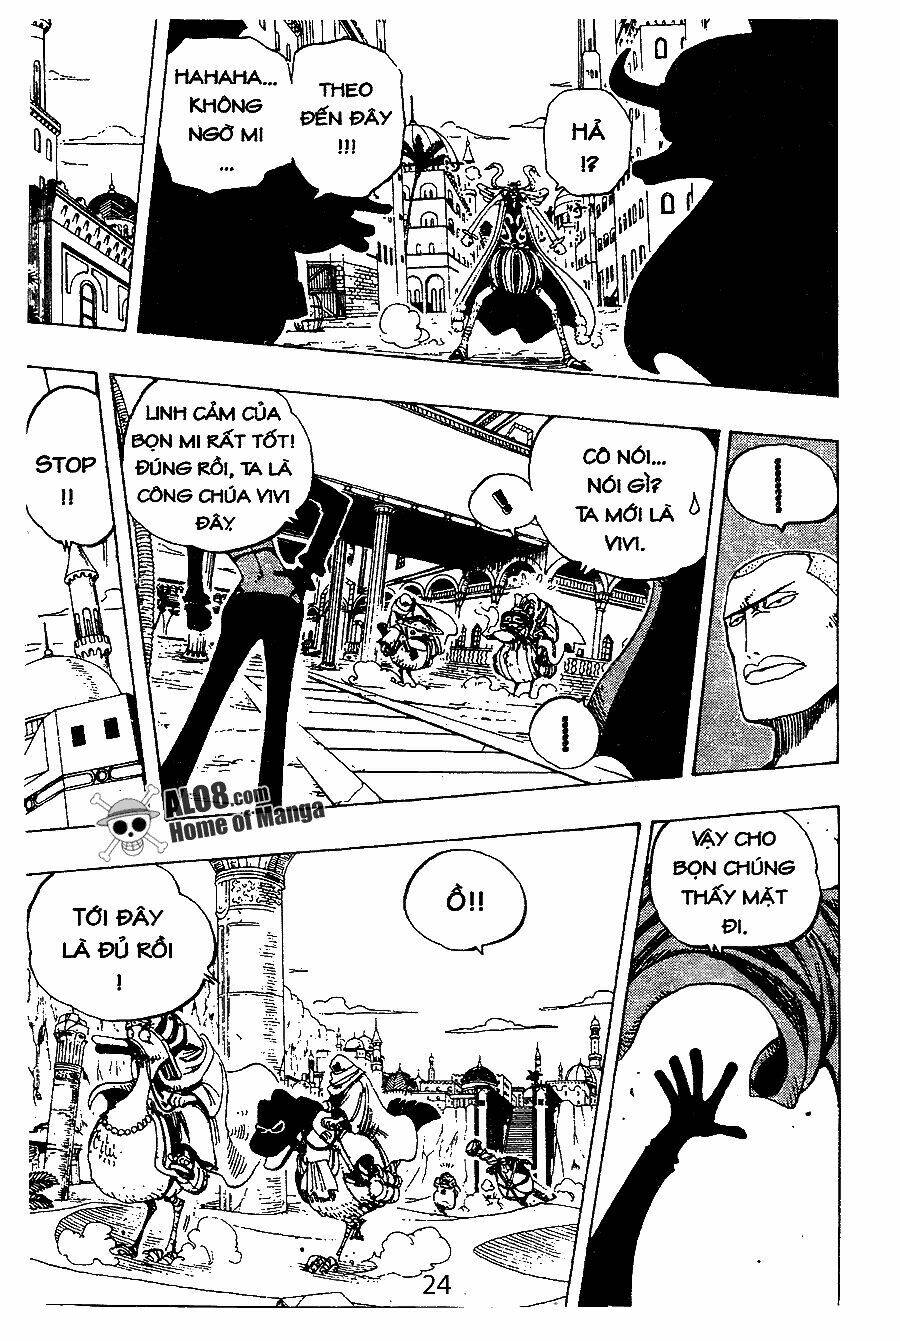 HAHAHA...
KHÔNG
NGỜ MI
...
THEO
ĐẾN ĐÂY
!!!
HẢ
!?
STOP
!!
LINH CẢM CỦA
BỌN MI RẤT TỐT!
ĐÚNG RỒI, TA LÀ
CÔNG CHÚA VIVI
ĐÂY.
!!
CÔ NÓI...
NÓI GÌ?
TA MỚI LÀ
VIVI.
AL08.com
Home of Manga
TỚI ĐÂY
LÀ ĐỦ RỒI
!
Ồ!!
VẬY CHO
BỌN CHÚNG
THẤY MẶT
ĐI.
24